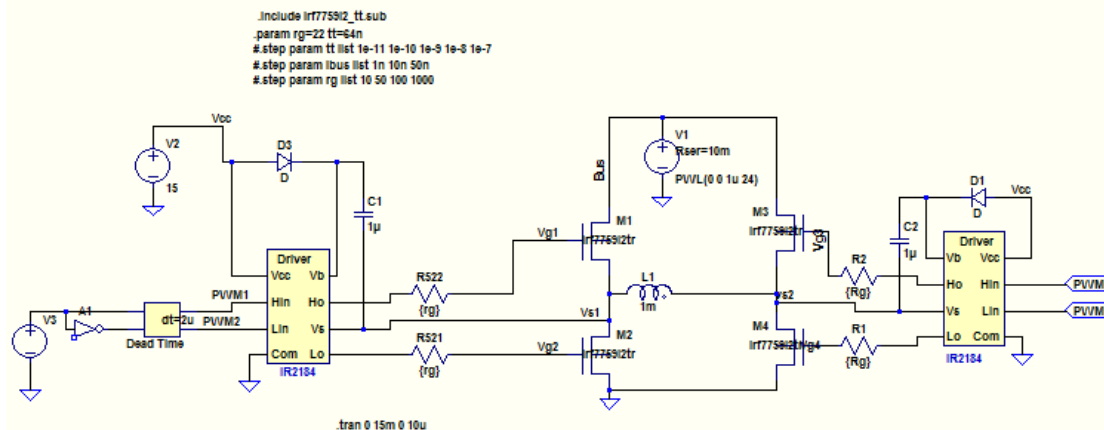 .include irf7759l2_tt.sub
.param rg=22 tt=64n
#.step param tt list 1e-11 1e-10 1e-9 1e-8 1e-7
#.step param lbus list 1n 10n 50n
#.step param rg list 10 50 100 1000
Vcc
V2
15
D3
D
C1
1µ
Driver
Vcc
Vb
Hin
Ho
Lin
Vs
Com
Lo
IR2184
V3
A1
dt=2u
Dead Time
PWM1
PWM2
R522
{rg}
R521
{rg}
Vg1
Vg2
Vs1
Bus
M1
irf7759l2tr
M2
irf7759l2tr
L1
1m
V1
Rser=10m
PWL(0 0 1u 24)
M3
irf7759l2tr
Vg3
Vs2
M4
irf7759l2tr
Vg4
R2
{Rg}
R1
{Rg}
C2
1µ
D1
D
Vcc
Driver
Vb
Vcc
Ho
Hin
Vs
Lin
Lo
Com
IR2184
PWM
PWM
.tran 0 15m 0 10u